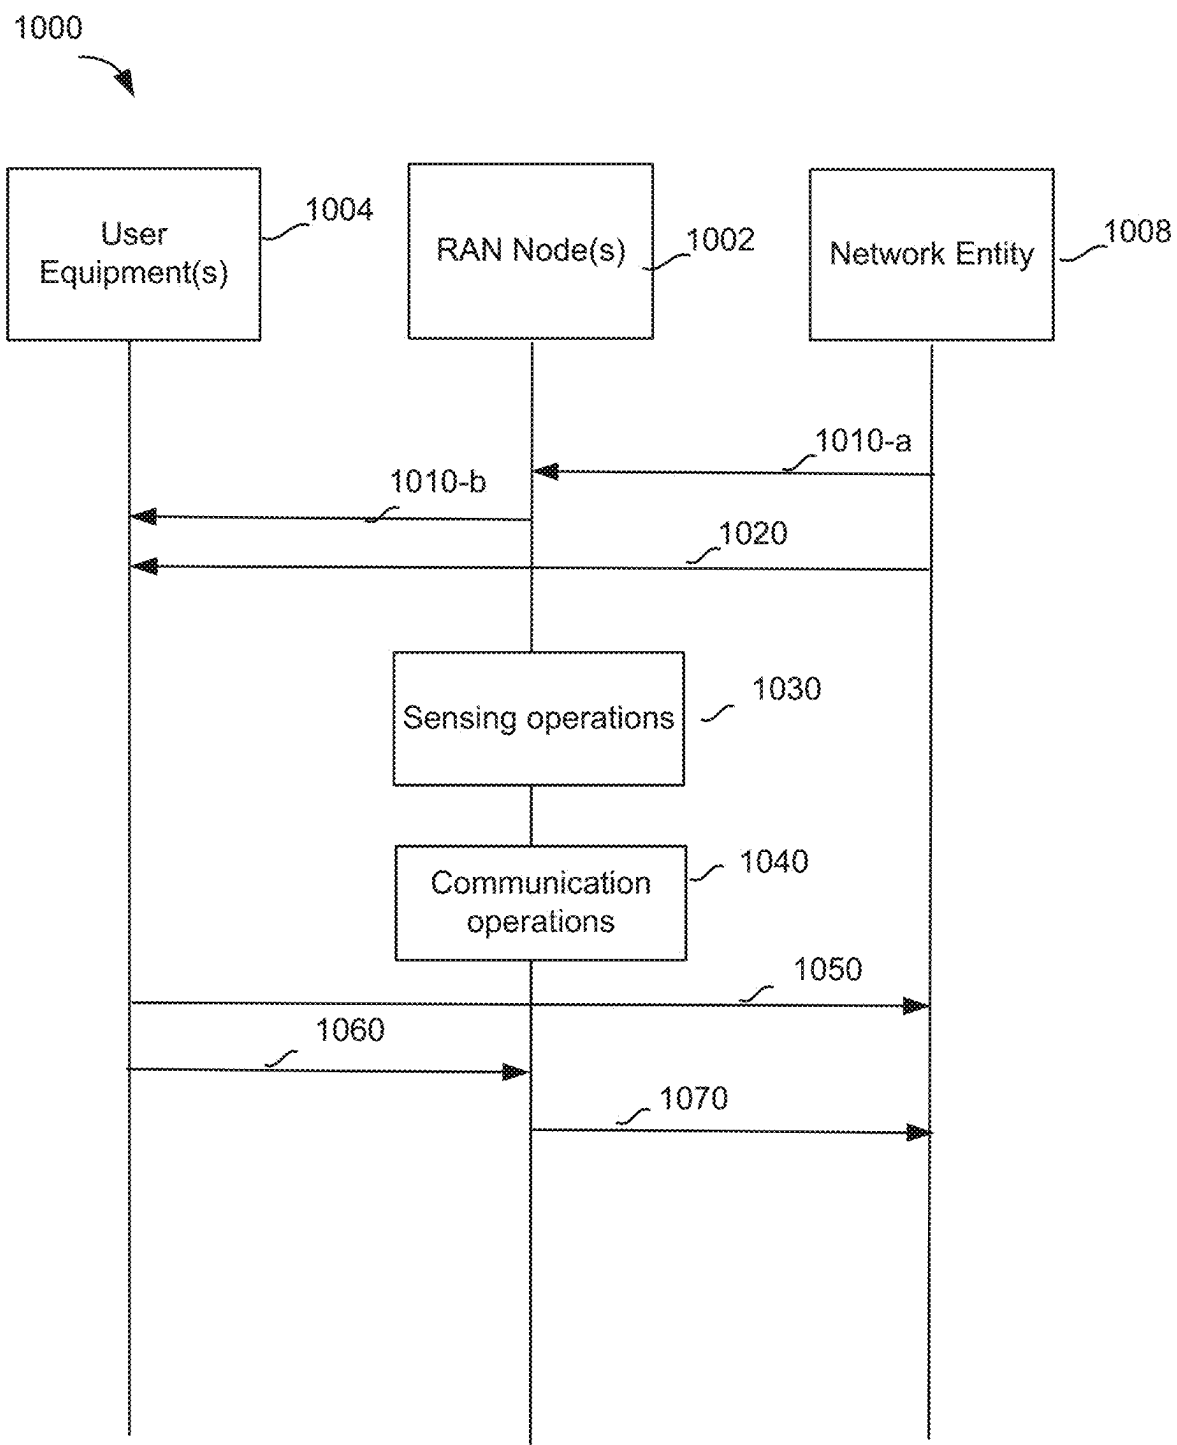 1000
User
Equipment(s)
1004
RAN Node(s)
1002
Network Entity
1008
1010-a
1010-b
1020
Sensing operations
1030
Communication
operations
1040
1050
1060
1070